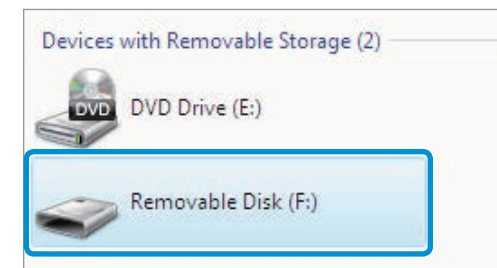 Devices with Removable Storage (2)
DVD
DVD Drive (E:)
Removable Disk (F:)